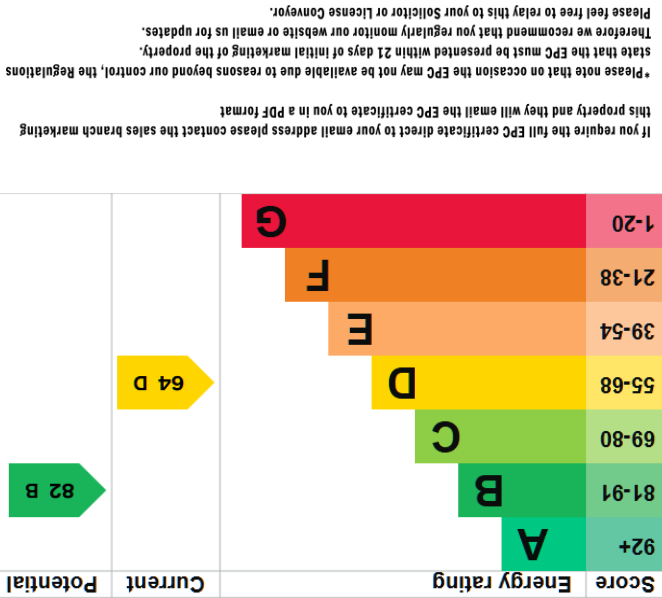 Score Energy rating Current Potential
92+ A
81-91 B 82 B
69-80 C
55-68 D 64 D
39-54 E
21-38 F
1-20 G
If you require the full EPC certificate direct to your email address please contact the sales branch marketing
this property and they will email the EPC certificate to you in a PDF format
*Please note that on occasion the EPC may not be available due to reasons beyond our control, the Regulations
state that the EPC must be presented within 21 days of initial marketing of the property.
Therefore we recommend that you regularly monitor our website or email us for updates.
Please feel free to relay this to your Solicitor or License Conveyor.